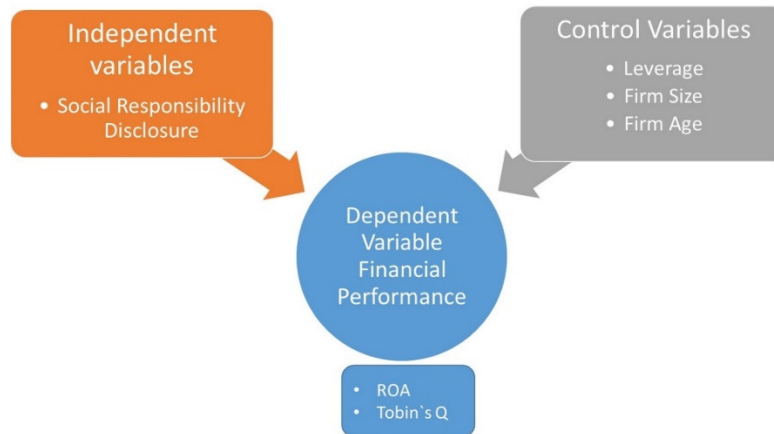 Independent
variables
• Social Responsibility
Disclosure
Control Variables
• Leverage
• Firm Size
• Firm Age
Dependent
Variable
Financial
Performance
• ROA
• Tobin`s Q